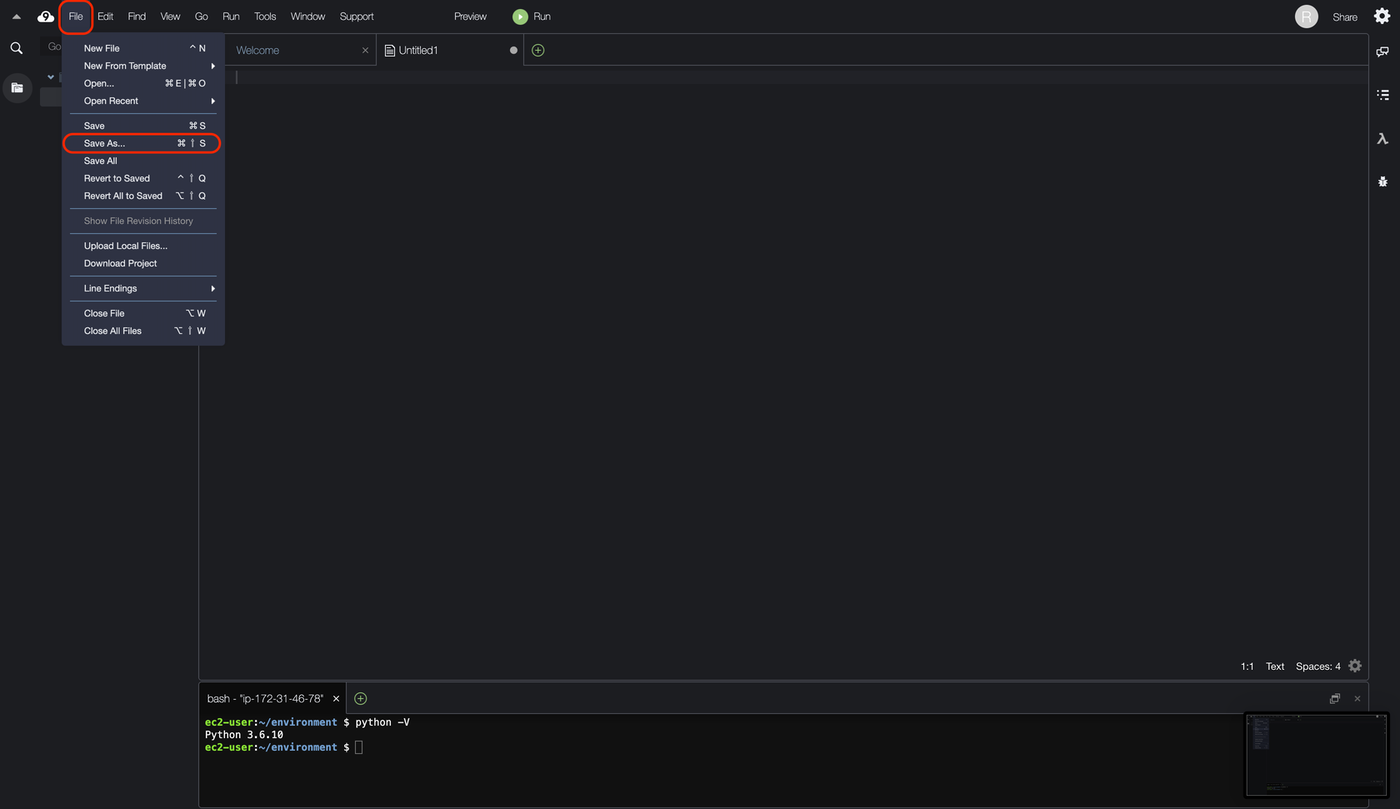 9 File Edit Find View Go Run Tools Window Support Preview Run R Share
Go
Welcome × Untitled1
New File ^ N
New From Template
Open... ⌘ E | ⌘ O
Open Recent
Save ⌘ S
Save As... ⌘ ⇧ S
Save All
Revert to Saved ^ ⇧ Q
Revert All to Saved ⌥ ⇧ Q
Show File Revision History
Upload Local Files...
Download Project
Line Endings
Close File ⌥ W
Close All Files ⌥ ⇧ W
1:1 Text Spaces: 4
bash - "ip-172-31-46-78" ×
ec2-user:~/environment $ python -V
Python 3.6.10
ec2-user:~/environment $